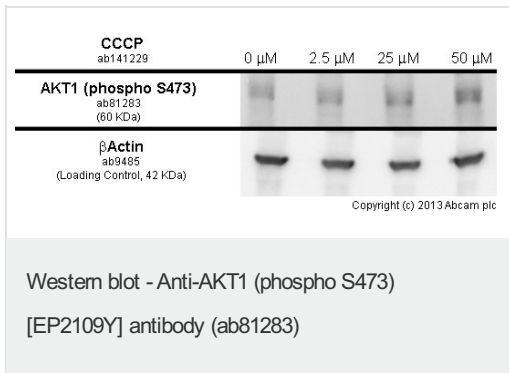 CCCP
ab141229
0 μM 2.5 μM 25 μM 50 μM
AKT1 (phospho S473)
ab81283
(60 KDa)
βActin
ab9485
(Loading Control, 42 KDa)
Copyright (c) 2013 Abcam plc
Western blot - Anti-AKT1 (phospho S473)
[EP2109Y] antibody (ab81283)